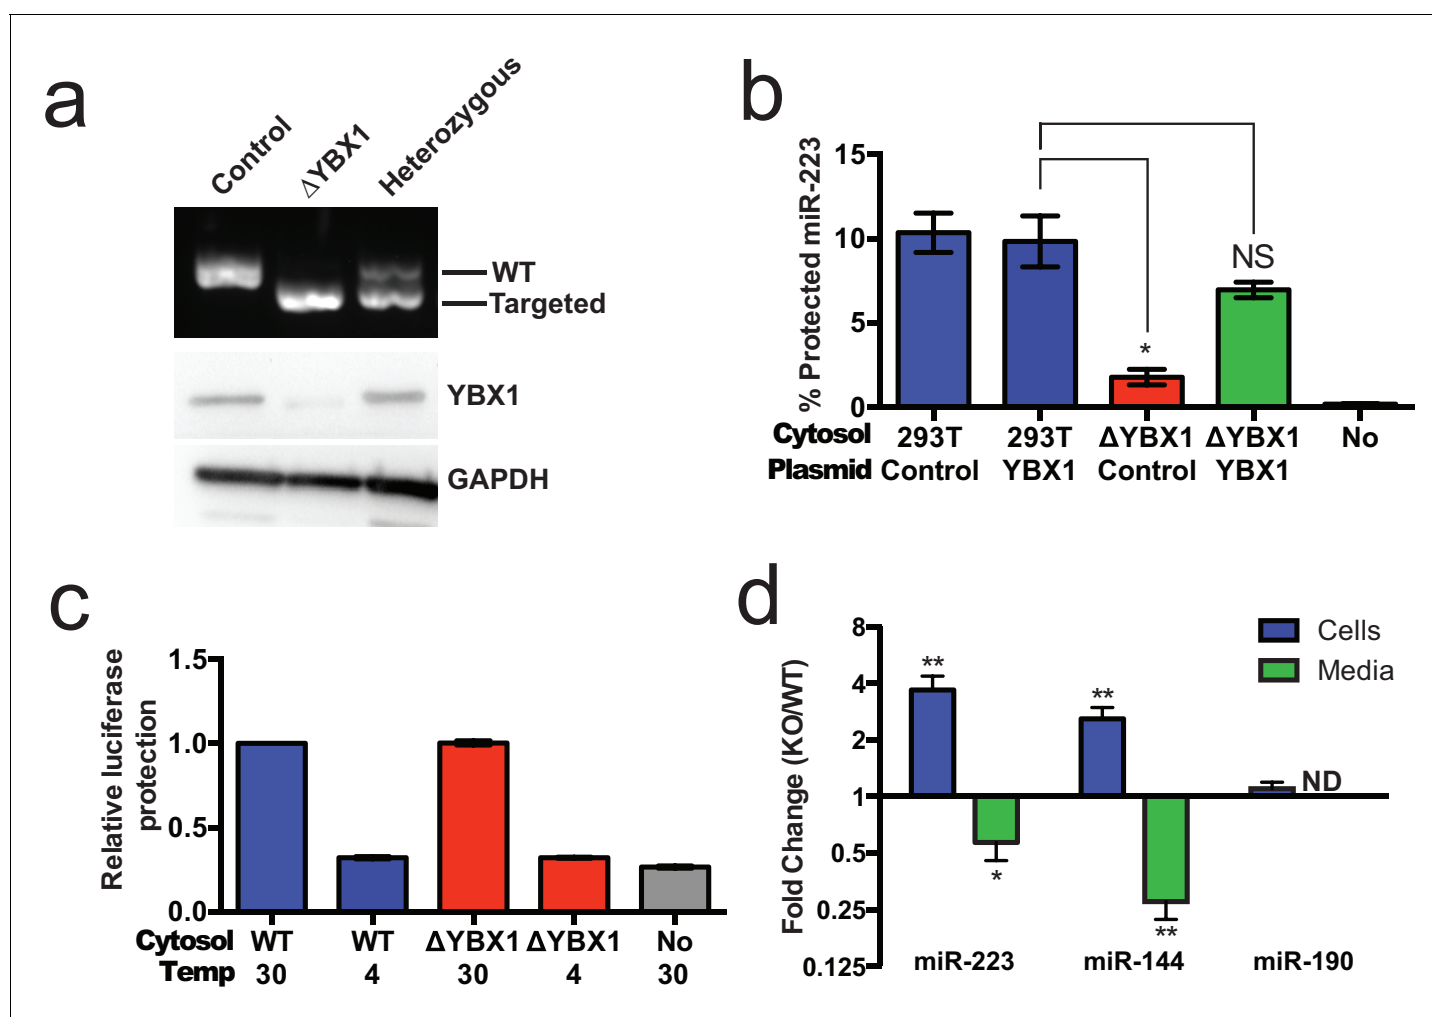 a
Control
ΔYBX1
Heterozygous
WT
Targeted
YBX1
GAPDH
b
% Protected miR-223
15
10
5
0
*
NS
Cytosol 293T 293T ΔYBX1 ΔYBX1 No
Plasmid Control YBX1 Control YBX1
c
Relative luciferase
protection
1.5
1.0
0.5
0.0
Cytosol WT WT ΔYBX1 ΔYBX1 No
Temp 30 4 30 4 30
d
Fold Change (KO/WT)
8
4
2
1
0.5
0.25
0.125
Cells
Media
**
**
ND
*
**
miR-223 miR-144 miR-190